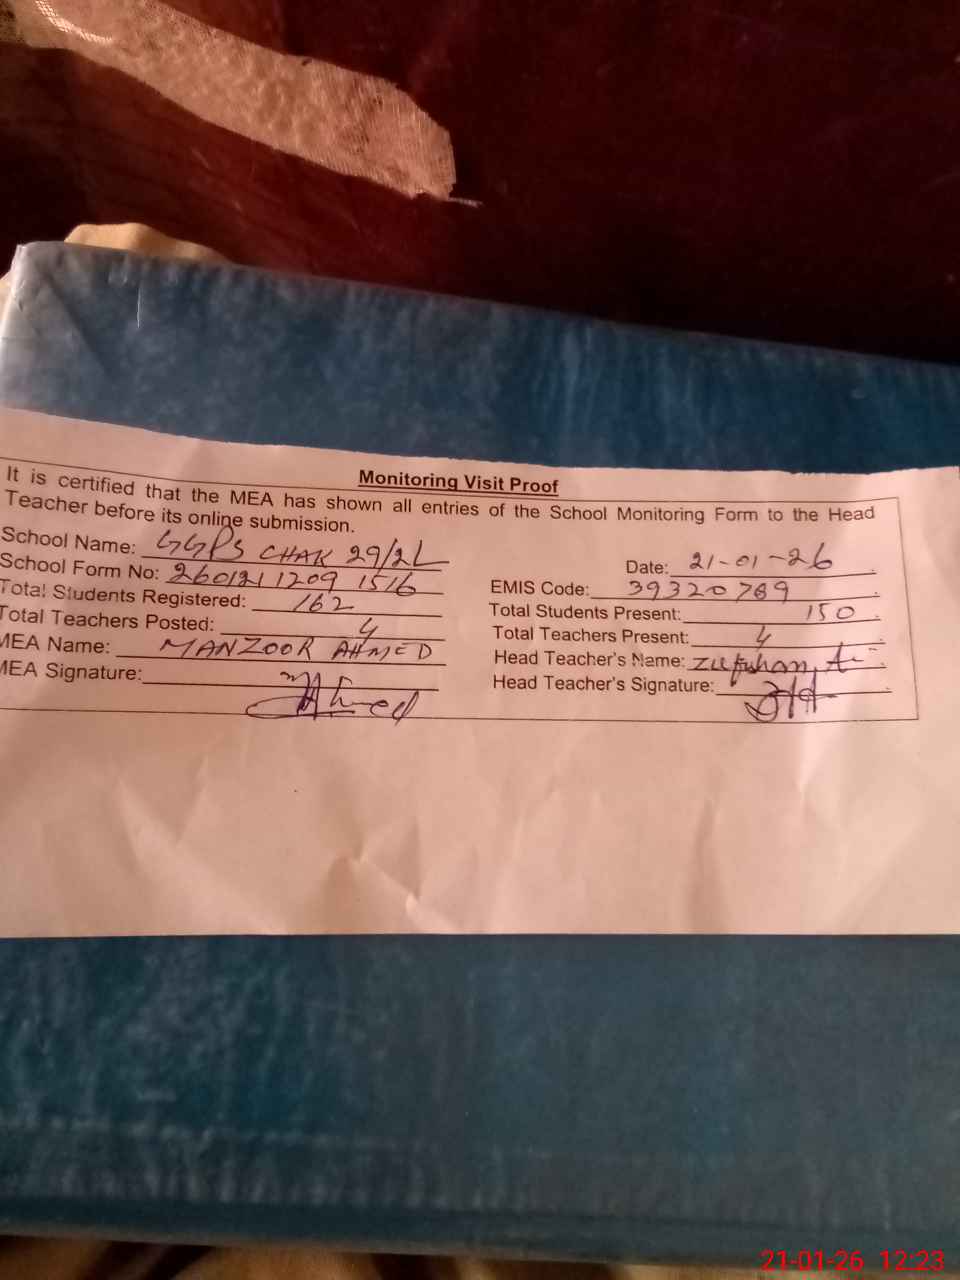 Monitoring Visit Proof
It is certified that the MEA has shown all entries of the School Monitoring Form to the Head
Teacher before its online submission.
School Name: GGPS CHAK 29/2L
Date: 21-01-26
School Form No: 2601211209 1516
EMIS Code: 39320789
Total Students Registered: 162
Total Students Present: 150
Total Teachers Posted: 4
Total Teachers Present: 4
MEA Name: MANZOOR AHMED
Head Teacher's Name:
MEA Signature: Ahmed
Head Teacher's Signature:
21-01-26 12:23